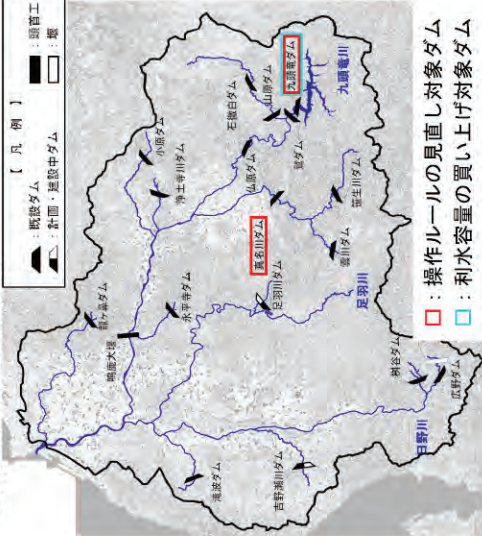 【 凡 例 】
：既設ダム
：計画・建設中ダム
：頭首工
：堰
小原ダム
浄土寺川ダム
石徹白ダム
山原ダム
九頭竜ダム
九頭竜川
仏原ダム
鷲ダム
龍ヶ鼻ダム
鳴鹿大堰
永平寺ダム
真名川ダム
笹生川ダム
雲川ダム
足羽川ダム
足羽川
滝波ダム
吉野瀬川ダム
桝谷ダム
広野ダム
日野川
：操作ルールの見直し対象ダム
：利水容量の買い上げ対象ダム